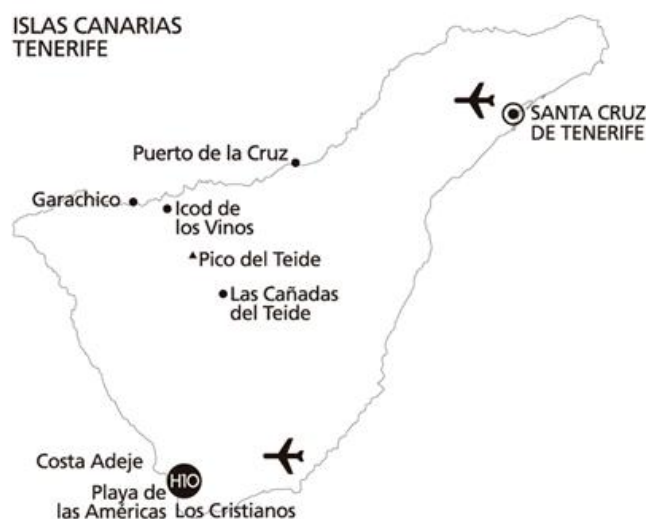 ISLAS CANARIAS
TENERIFE
SANTA CRUZ
DE TENERIFE
Puerto de la Cruz
Garachico
Icod de
los Vinos
Pico del Teide
Las Cañadas
del Teide
Costa Adeje
H10
Playa de
las Américas
Los Cristianos